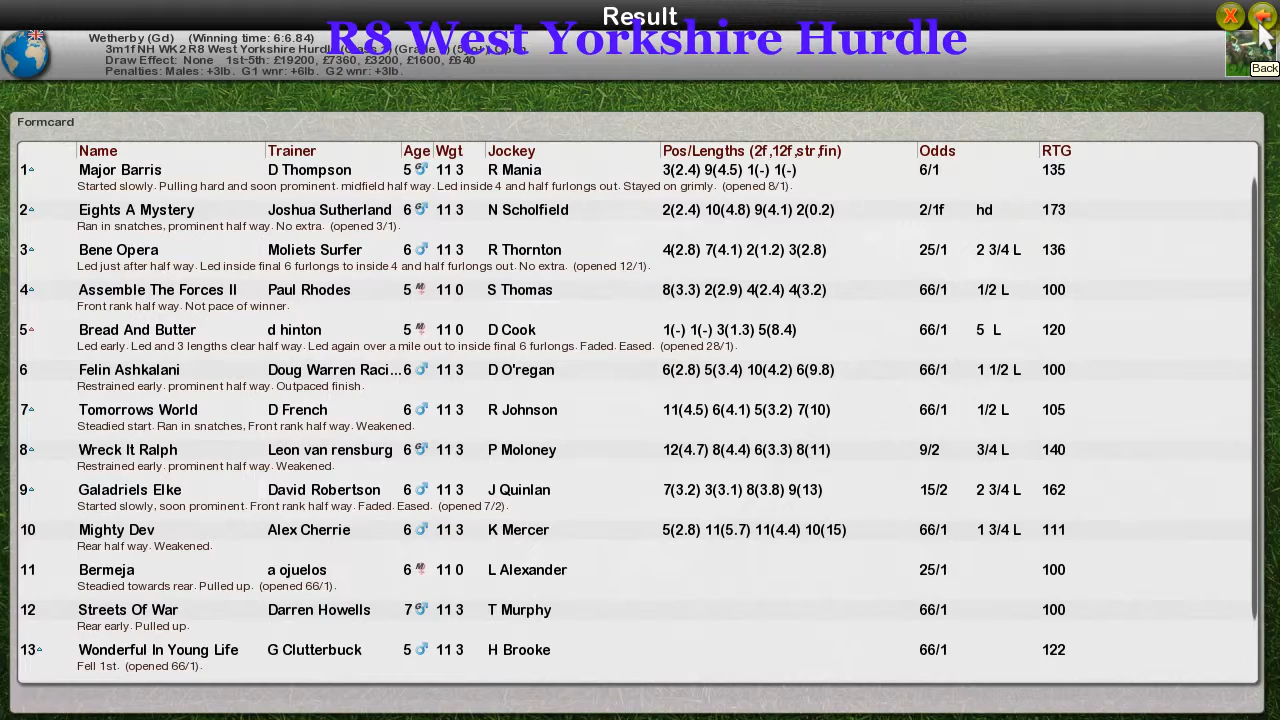 Result
R8 West Yorkshire Hurdle
Wetherby (Gd) (Winning time: 6:6.84)
3m1f NH WK2 R8 West Yorkshire Hurdle (Class 1) (Grade 2) (5yo+) Open
Draw Effect: None 1st-5th: £19200, £7360, £3200, £1600, £640
Penalties: Males: +3lb. G1 wnr: +6lb. G2 wnr: +3lb.
X
Back
Formcard
Name Trainer Age Wgt Jockey Pos/Lengths (2f,12f,str,fin) Odds RTG
1 Major Barris D Thompson 5 11 3 R Mania 3(2.4) 9(4.5) 1(-) 1(-) 6/1 135
Started slowly. Pulling hard and soon prominent. midfield half way. Led inside 4 and half furlongs out. Stayed on grimly. (opened 8/1).
2 Eights A Mystery Joshua Sutherland 6 11 3 N Scholfield 2(2.4) 10(4.8) 9(4.1) 2(0.2) 2/1f hd 173
Ran in snatches, prominent half way. No extra. (opened 3/1).
3 Bene Opera Moliets Surfer 6 11 3 R Thornton 4(2.8) 7(4.1) 2(1.2) 3(2.8) 25/1 2 3/4 L 136
Led just after half way. Led inside final 6 furlongs to inside 4 and half furlongs out. No extra. (opened 12/1).
4 Assemble The Forces II Paul Rhodes 5 11 0 S Thomas 8(3.3) 2(2.9) 4(2.4) 4(3.2) 66/1 1/2 L 100
Front rank half way. Not pace of winner.
5 Bread And Butter d hinton 5 11 0 D Cook 1(-) 1(-) 3(1.3) 5(8.4) 66/1 5 L 120
Led early. Led and 3 lengths clear half way. Led again over a mile out to inside final 6 furlongs. Faded. Eased. (opened 28/1).
6 Felin Ashkalani Doug Warren Raci... 6 11 3 D O'regan 6(2.8) 5(3.4) 10(4.2) 6(9.8) 66/1 1 1/2 L 100
Restrained early. prominent half way. Outpaced finish.
7 Tomorrows World D French 6 11 3 R Johnson 11(4.5) 6(4.1) 5(3.2) 7(10) 66/1 1/2 L 105
Steadied start. Ran in snatches, Front rank half way. Weakened.
8 Wreck It Ralph Leon van rensburg 6 11 3 P Moloney 12(4.7) 8(4.4) 6(3.3) 8(11) 9/2 3/4 L 140
Restrained early. prominent half way. Weakened.
9 Galadriels Elke David Robertson 6 11 3 J Quinlan 7(3.2) 3(3.1) 8(3.8) 9(13) 15/2 2 3/4 L 162
Started slowly, soon prominent. Front rank half way. Faded. Eased. (opened 7/2).
10 Mighty Dev Alex Cherrie 6 11 3 K Mercer 5(2.8) 11(5.7) 11(4.4) 10(15) 66/1 1 3/4 L 111
Rear half way. Weakened.
11 Bermeja a ojuelos 6 11 0 L Alexander 25/1 100
Steadied towards rear. Pulled up. (opened 66/1).
12 Streets Of War Darren Howells 7 11 3 T Murphy 66/1 100
Rear early. Pulled up.
13 Wonderful In Young Life G Clutterbuck 5 11 3 H Brooke 66/1 122
Fell 1st. (opened 66/1).